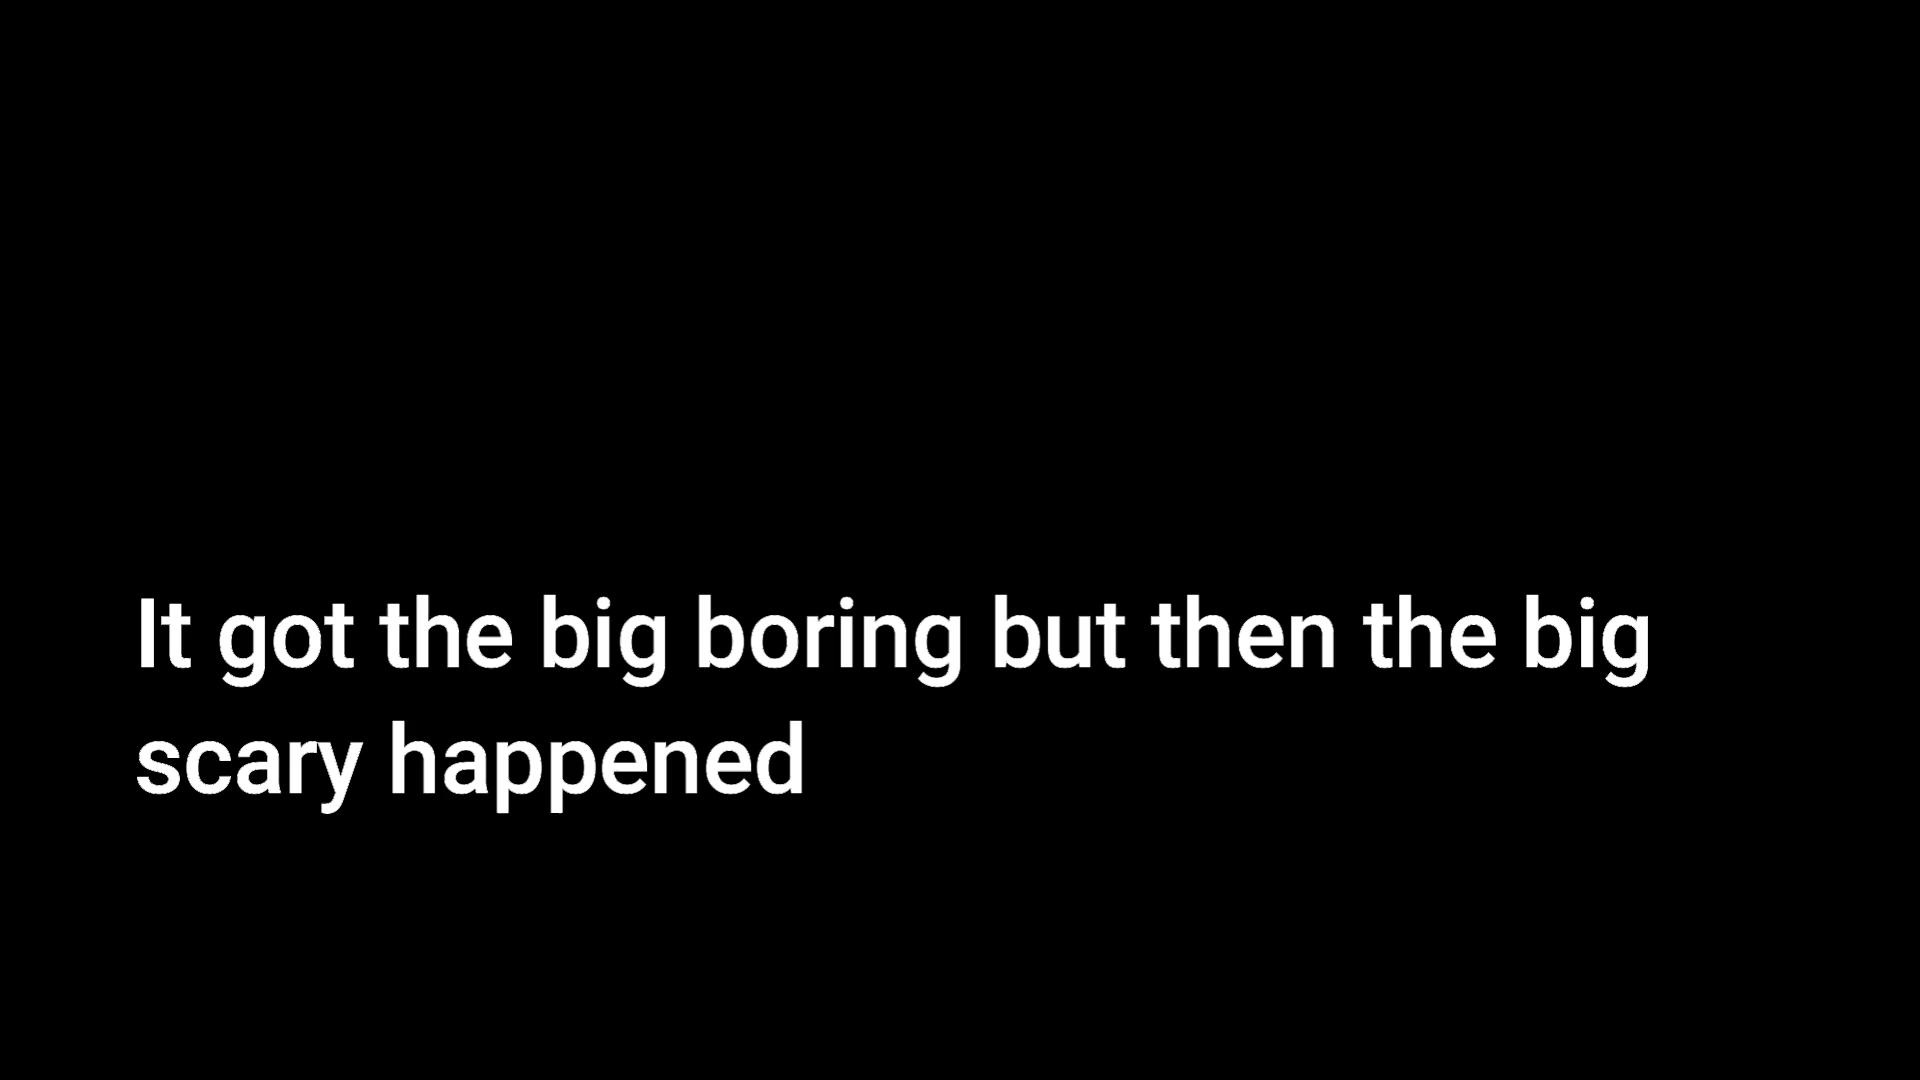 It got the big boring but then the big
scary happened